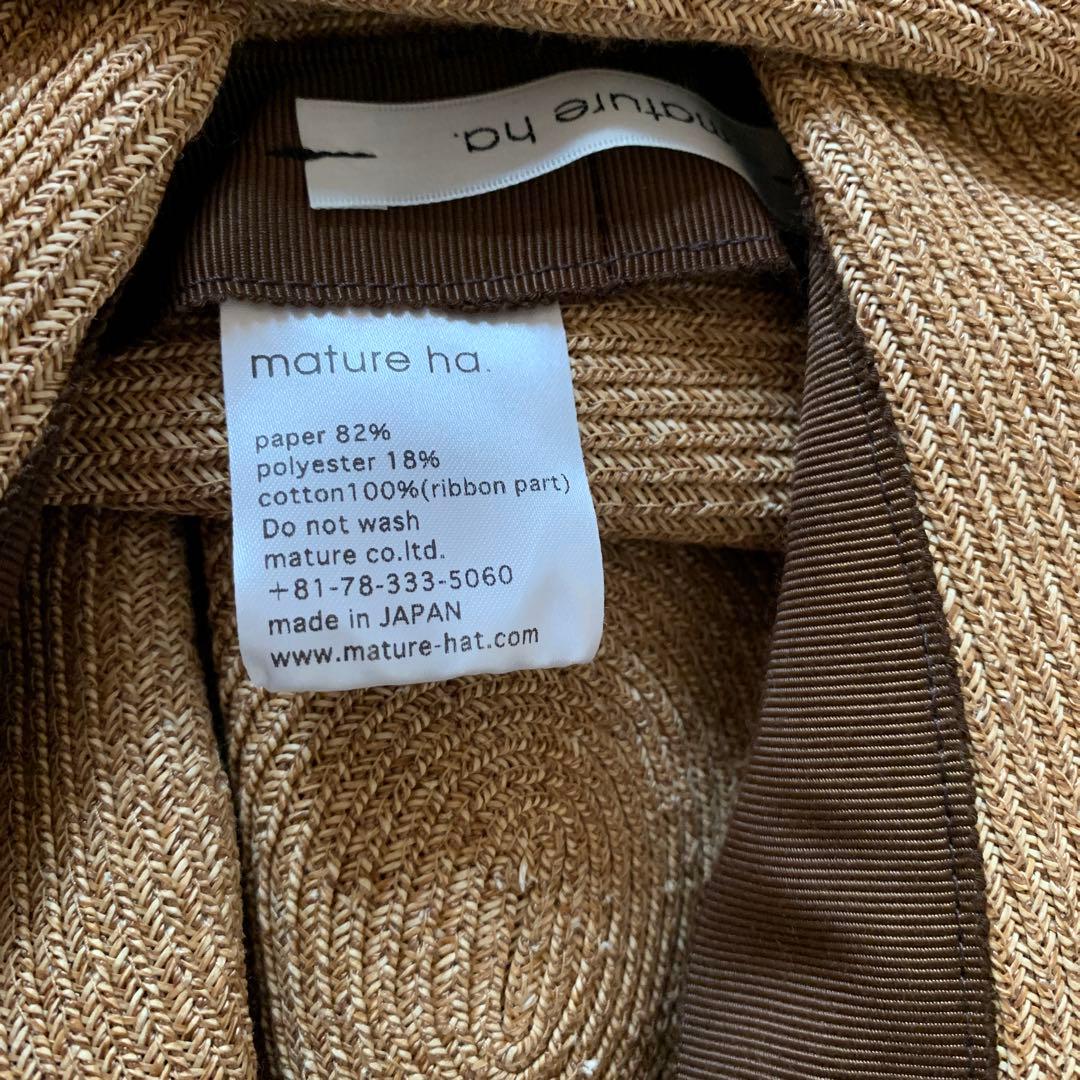 mature ha.
mature ha.
paper 82%
polyester 18%
cotton100%(ribbon part)
Do not wash
mature co.ltd.
+81-78-333-5060
made in JAPAN
www.mature-hat.com